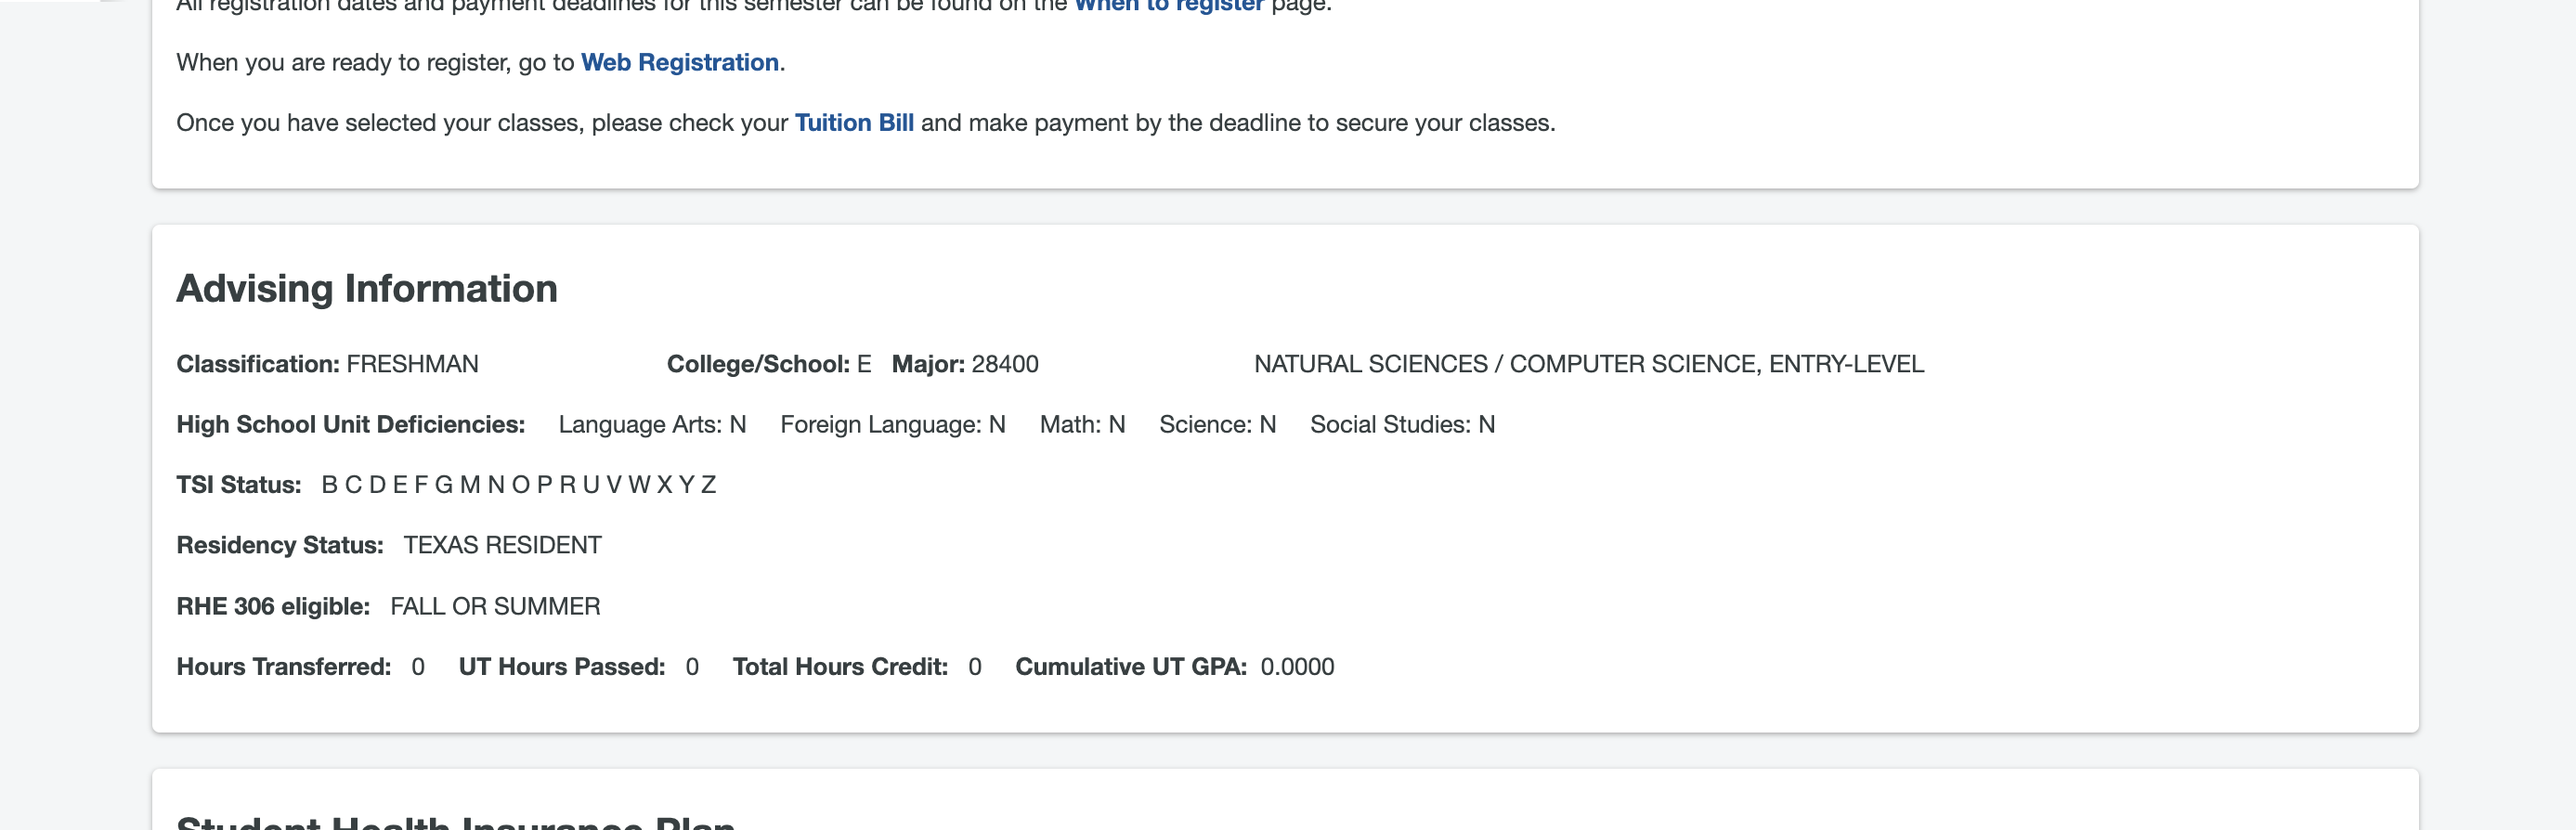 All registration dates and payment deadlines for this semester can be found on the When to register page.
When you are ready to register, go to Web Registration.
Once you have selected your classes, please check your Tuition Bill and make payment by the deadline to secure your classes.
Advising Information
Classification: FRESHMAN College/School: E Major: 28400 NATURAL SCIENCES / COMPUTER SCIENCE, ENTRY-LEVEL
High School Unit Deficiencies: Language Arts: N Foreign Language: N Math: N Science: N Social Studies: N
TSI Status: B C D E F G M N O P R U V W X Y Z
Residency Status: TEXAS RESIDENT
RHE 306 eligible: FALL OR SUMMER
Hours Transferred: 0 UT Hours Passed: 0 Total Hours Credit: 0 Cumulative UT GPA: 0.0000
Student Health Insurance Plan